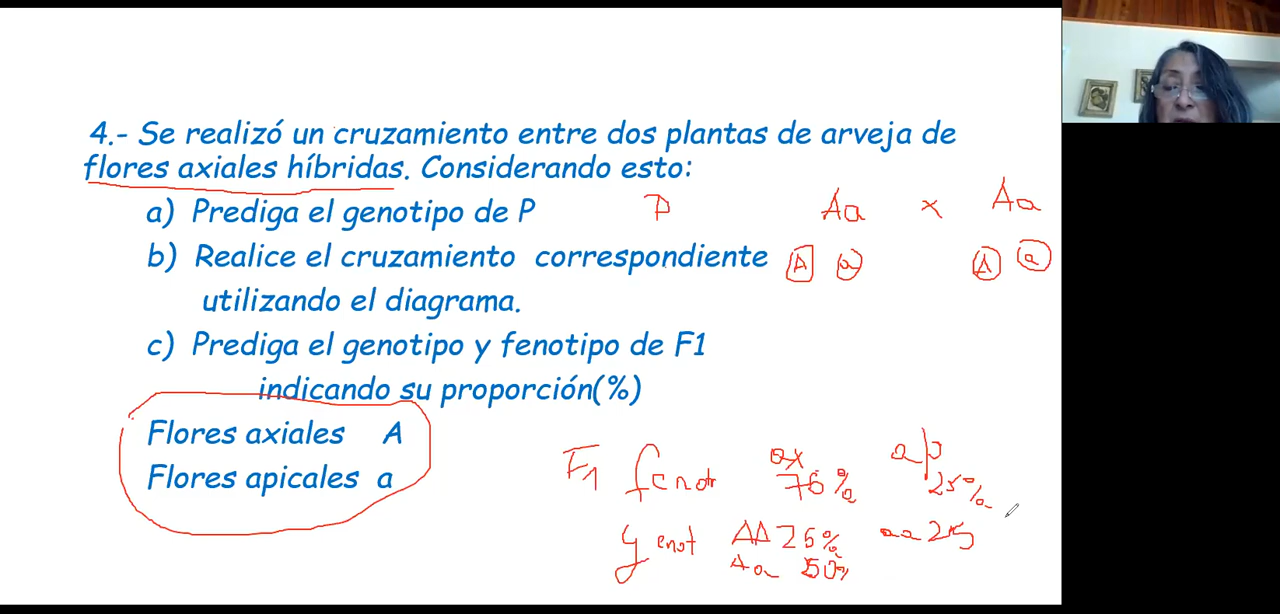 4.- Se realizó un cruzamiento entre dos plantas de arveja de
flores axiales híbridas. Considerando esto:
a) Prediga el genotipo de P
P Aa x Aa
b) Realice el cruzamiento correspondiente
A a A a
utilizando el diagrama.
c) Prediga el genotipo y fenotipo de F1
indicando su proporción(%)
Flores axiales A
Flores apicales a
ax ap
F1 fenot 75% 25%
genot AA 25% aa 25
Aa 50%